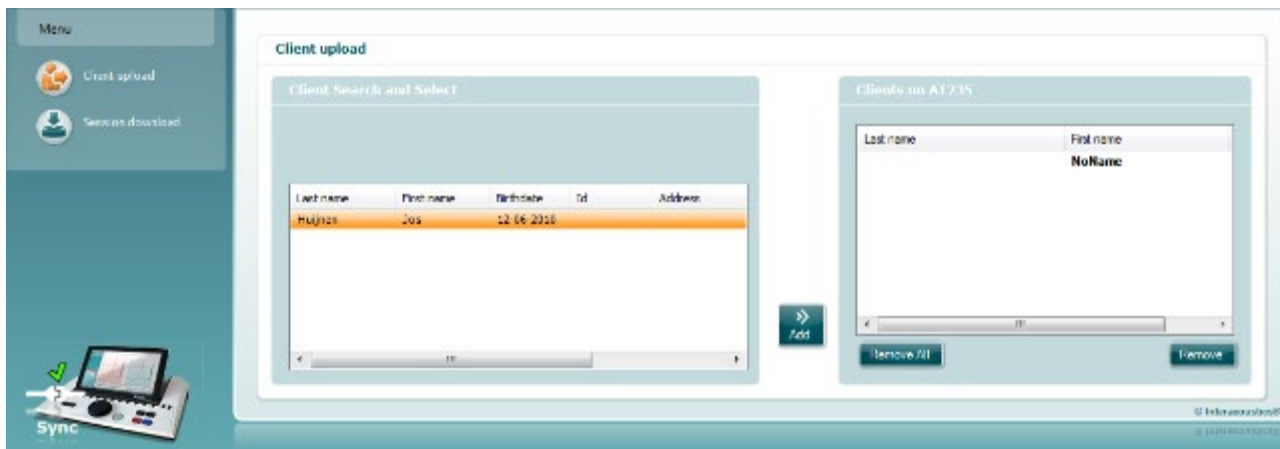 Menu
Client upload
Session download
Sync
Client upload
Client Search and Select
Last name First name Birthdate Id Address
Huijnen Jos 12-06-2010
Add
Clients on AT235
Last name First name
NoName
Remove All Remove
© Interacoustics®